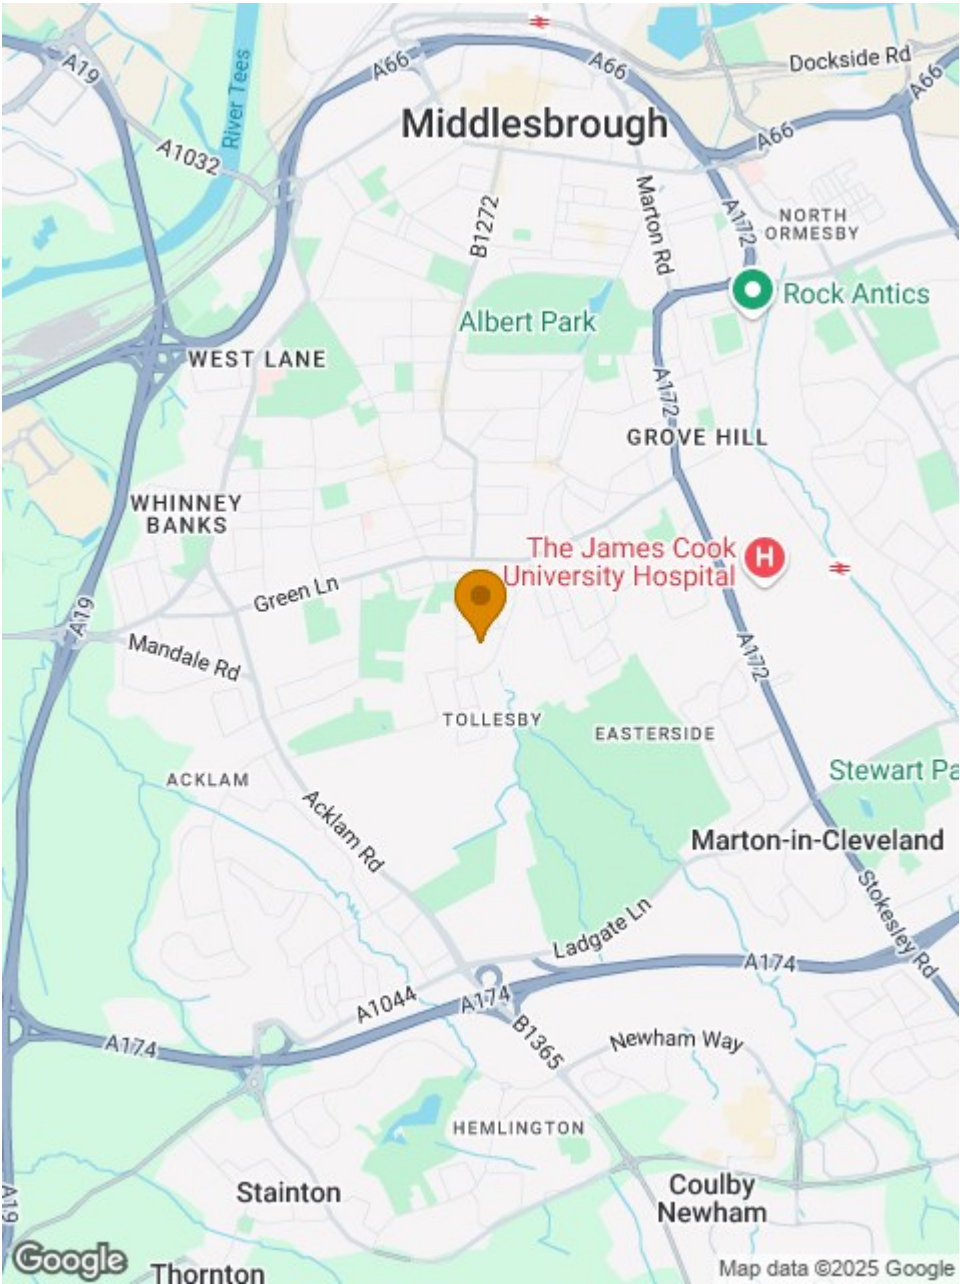 A19
River Tees
A66
A66
Dockside Rd
A66
Middlesbrough
A66
A1032
Marton Rd
A172
NORTH
ORMESBY
B1272
Rock Antics
Albert Park
WEST LANE
A172
GROVE HILL
WHINNEY
BANKS
The James Cook
University Hospital
H
Green Ln
A19
Mandale Rd
A172
TOLLESBY
EASTERSIDE
ACKLAM
Stewart Pa
Acklam Rd
Marton-in-Cleveland
Stokesley Rd
Ladgate Ln
A174
A1044
A174
A174
B1365
Newham Way
HEMLINGTON
Stainton
Coulby
Newham
A19
Google
Thornton
Map data ©2025 Google